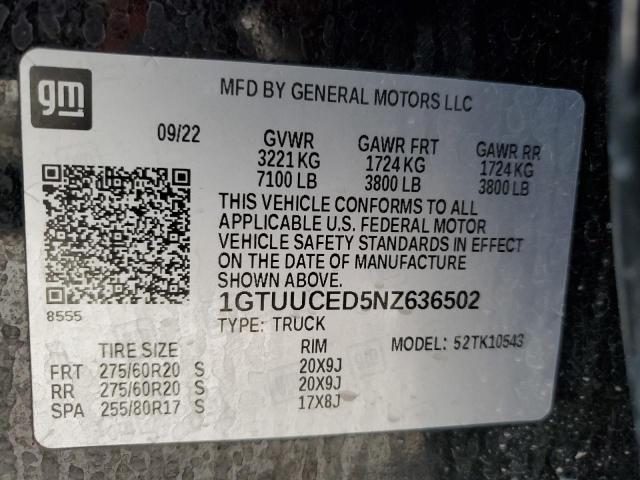 gm
MFD BY GENERAL MOTORS LLC
09/22 GVWR GAWR FRT GAWR RR
3221 KG 1724 KG 1724 KG
7100 LB 3800 LB 3800 LB
THIS VEHICLE CONFORMS TO ALL
APPLICABLE U.S. FEDERAL MOTOR
VEHICLE SAFETY STANDARDS IN EFFECT
ON THE DATE OF MANUFACTURE
SHOWN ABOVE.
8555
1GTUUCED5NZ636502
TYPE: TRUCK
TIRE SIZE RIM MODEL: 52TK10543
FRT 275/60R20 S 20X9J
RR 275/60R20 S 20X9J
SPA 255/80R17 S 17X8J